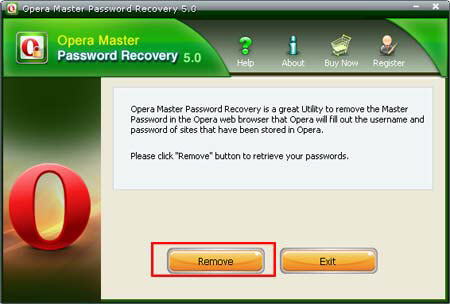 Opera Master Password Recovery 5.0
Opera Master
Password Recovery 5.0
Help
About
Buy Now
Register
Opera Master Password Recovery is a great Utility to remove the Master
Password in the Opera web browser that Opera will fill out the username and
password of sites that have been stored in Opera.
Please click "Remove" button to retrieve your passwords.
Remove
Exit